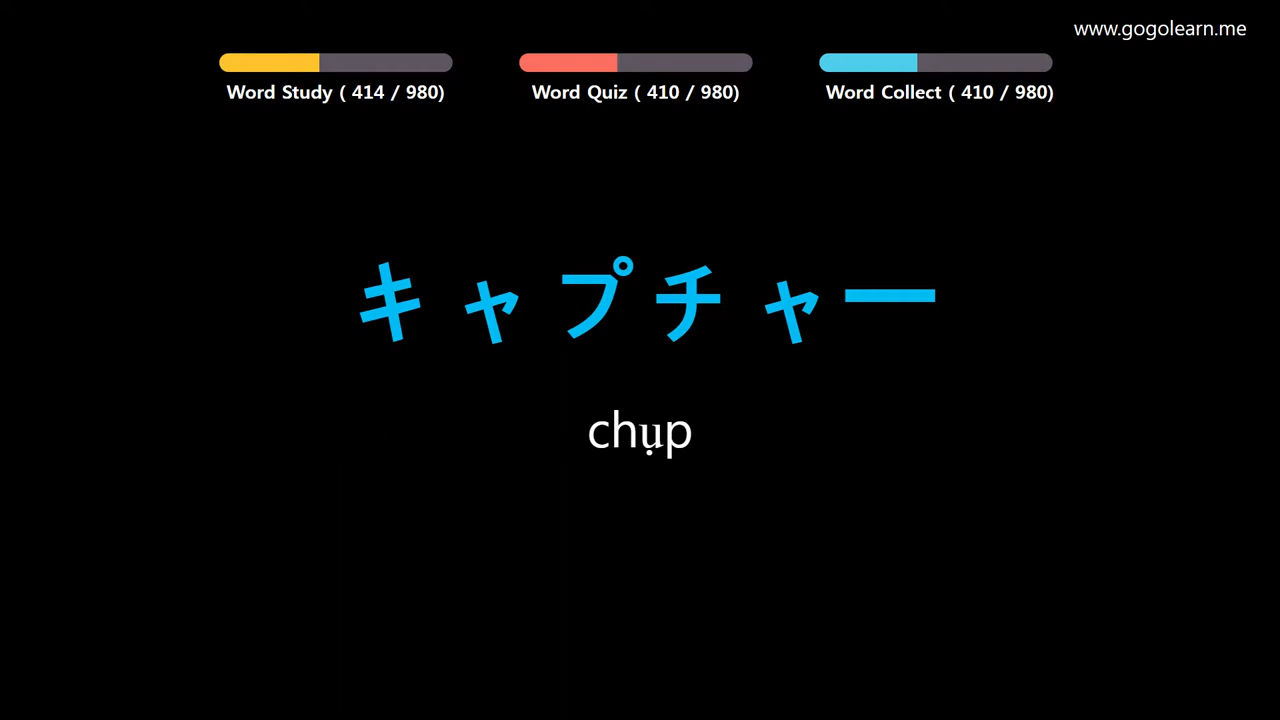 www.gogolearn.me
Word Study ( 414 / 980)
Word Quiz ( 410 / 980)
Word Collect ( 410 / 980)
キャプチャー
chụp